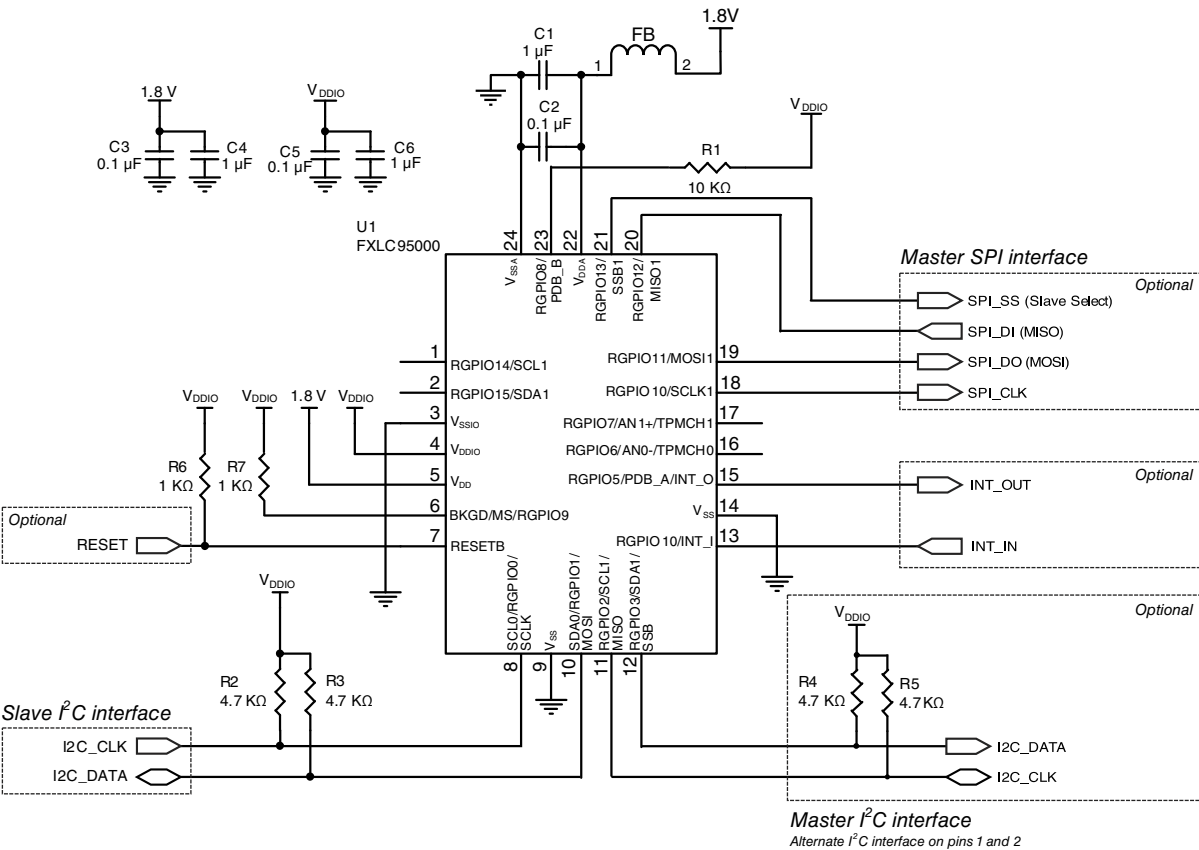 1.8V
C1
1 µF
FB
1
2
C2
0.1 µF
1.8 V
C3
0.1 µF
C4
1 µF
VDDIO
C5
0.1 µF
C6
1 µF
VDDIO
R1
10 KΩ
U1
FXLC95000
24
23
22
21
20
VSSA
RGPIO8/
PDB_B
VDDA
RGPIO13/
SSB1
RGPIO12/
MISO1
Master SPI interface
Optional
SPI_SS (Slave Select)
SPI_DI (MISO)
SPI_DO (MOSI)
SPI_CLK
1
RGPIO14/SCL1
2
RGPIO15/SDA1
3
VSSIO
4
VDDIO
5
VDD
6
BKGD/MS/RGPIO9
7
RESETB
RGPIO11/MOSI1
19
RGPIO10/SCLK1
18
RGPIO7/AN1+/TPMCH1
17
RGPIO6/AN0-/TPMCH0
16
RGPIO5/PDB_A/INT_O
15
VSS
14
RGPIO10/INT_I
13
VDDIO
VDDIO
1.8 V
VDDIO
R6
1 KΩ
R7
1 KΩ
Optional
RESET
Optional
INT_OUT
INT_IN
SCL0/RGPIO0/
SCLK
VSS
SDA0/RGPIO1/
MOSI
RGPIO2/SCL1/
MISO
RGPIO3/SDA1/
SSB
8
9
10
11
12
VDDIO
R2
4.7 KΩ
R3
4.7 KΩ
Slave I²C interface
I2C_CLK
I2C_DATA
Optional
VDDIO
R4
4.7 KΩ
R5
4.7KΩ
I2C_DATA
I2C_CLK
Master I²C interface
Alternate I²C interface on pins 1 and 2